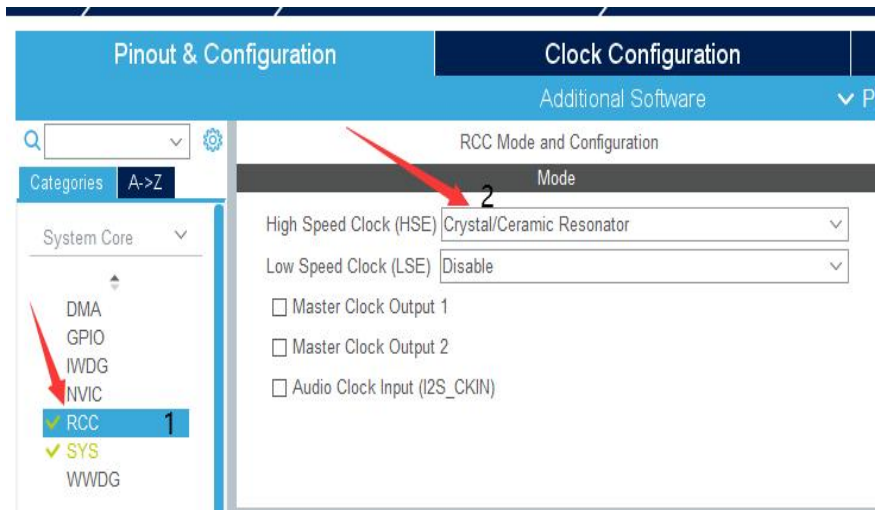 Pinout & Configuration
Clock Configuration
Additional Software
P
RCC Mode and Configuration
Categories
A->Z
Mode
2
System Core
High Speed Clock (HSE) Crystal/Ceramic Resonator
Low Speed Clock (LSE) Disable
Master Clock Output 1
Master Clock Output 2
Audio Clock Input (I2S_CKIN)
DMA
GPIO
IWDG
NVIC
RCC 1
SYS
WWDG